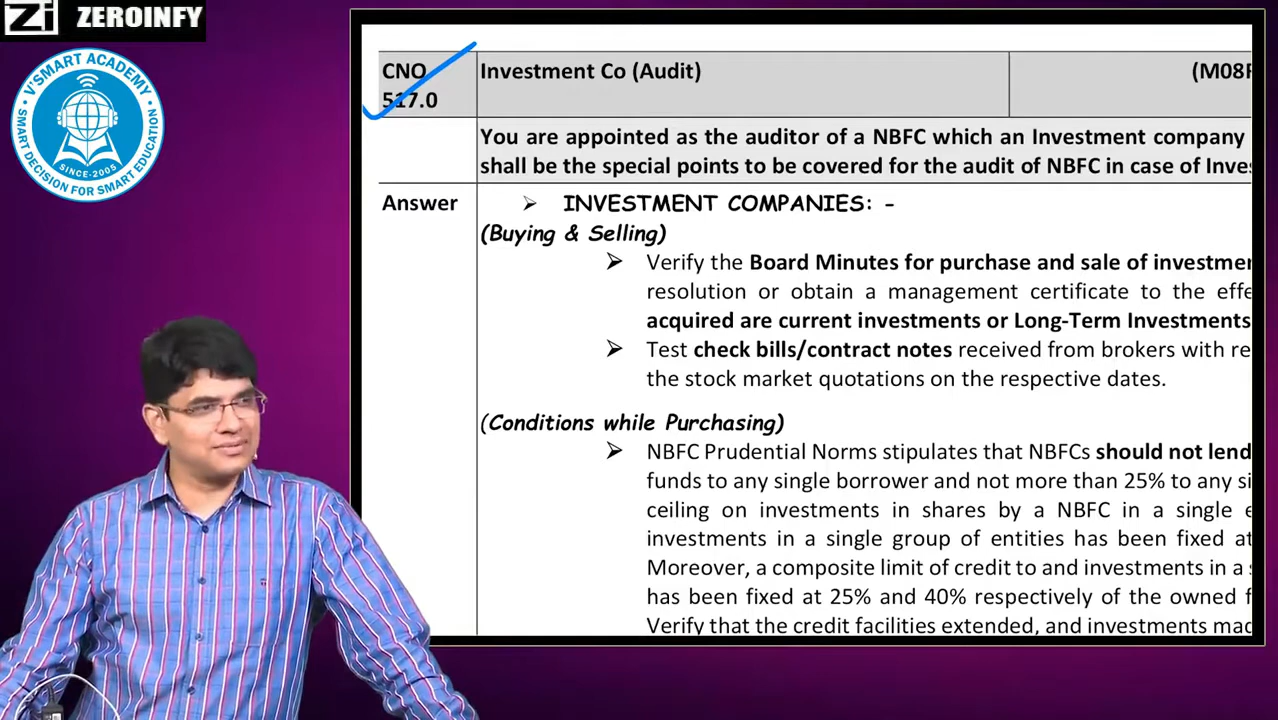 Zi ZEROINFY
V'SMART ACADEMY
SINCE-2005
SMART DECISION FOR SMART EDUCATION
CNO
517.0
Investment Co (Audit)
(M08
You are appointed as the auditor of a NBFC which an Investment company
shall be the special points to be covered for the audit of NBFC in case of
Answer
➢ INVESTMENT COMPANIES: -
(Buying & Selling)
➢ Verify the Board Minutes for purchase and sale of
resolution or obtain a management certificate to the
acquired are current investments or Long-Term Investments
➢ Test check bills/contract notes received from brokers with
the stock market quotations on the respective dates.
(Conditions while Purchasing)
➢ NBFC Prudential Norms stipulates that NBFCs should not lend
funds to any single borrower and not more than 25% to any
ceiling on investments in shares by a NBFC in a single
investments in a single group of entities has been fixed at
Moreover, a composite limit of credit to and investments in a
has been fixed at 25% and 40% respectively of the owned
Verify that the credit facilities extended, and investments